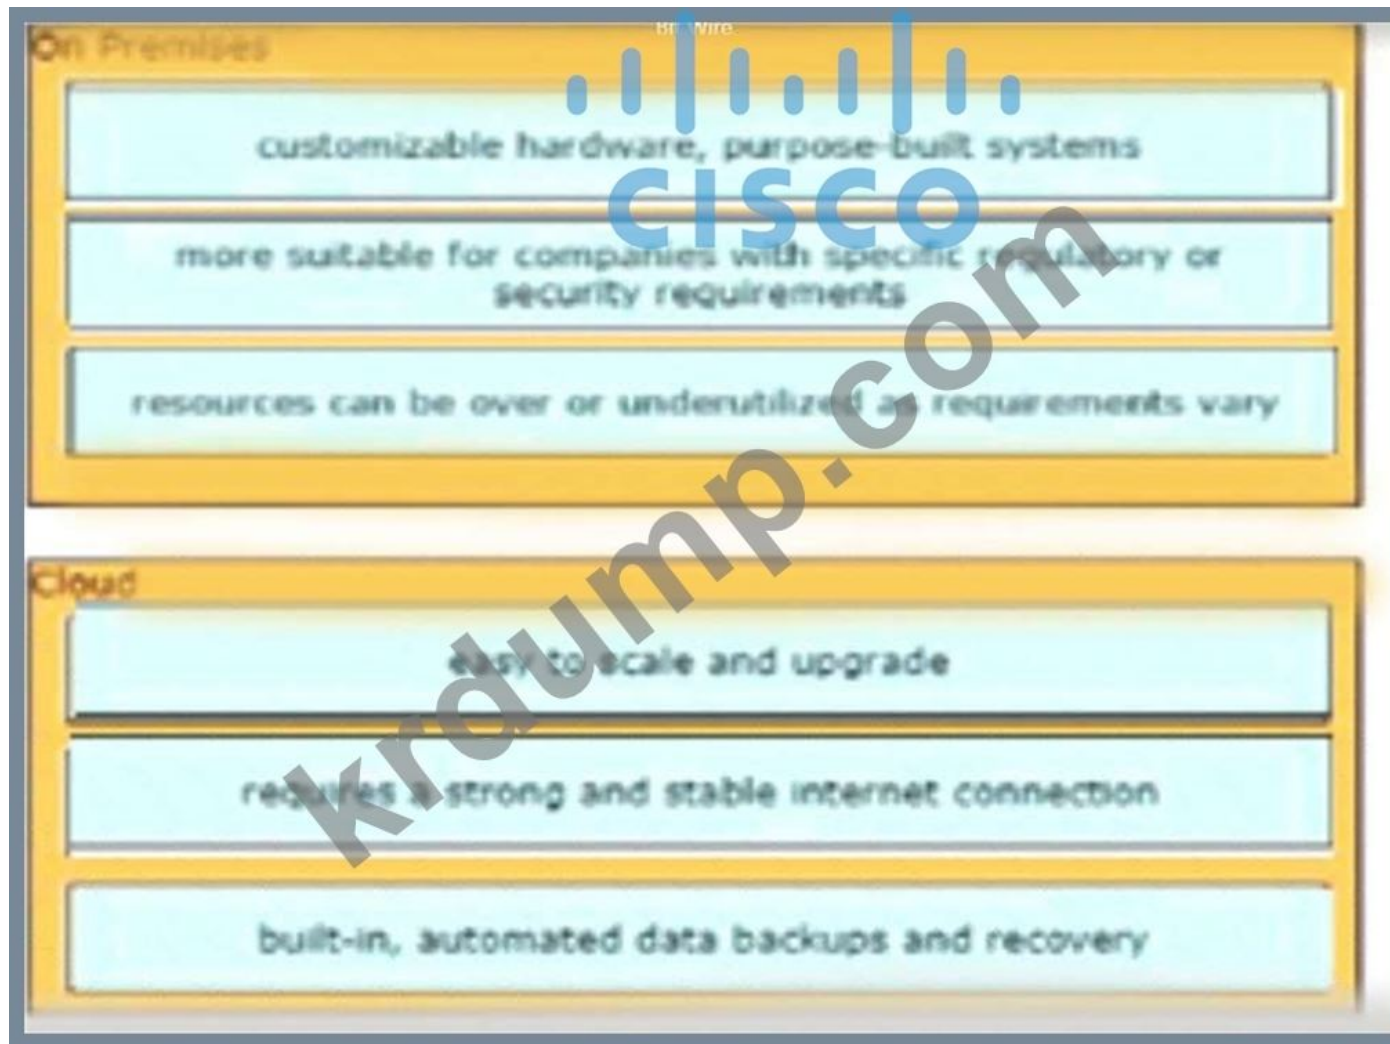 On Premises
customizable hardware, purpose-built systems
more suitable for companies with specific regulatory or
security requirements
resources can be over or underutilized as requirements vary
Cloud
easy to scale and upgrade
requires a strong and stable internet connection
built-in, automated data backups and recovery
CISCO
krdump.com